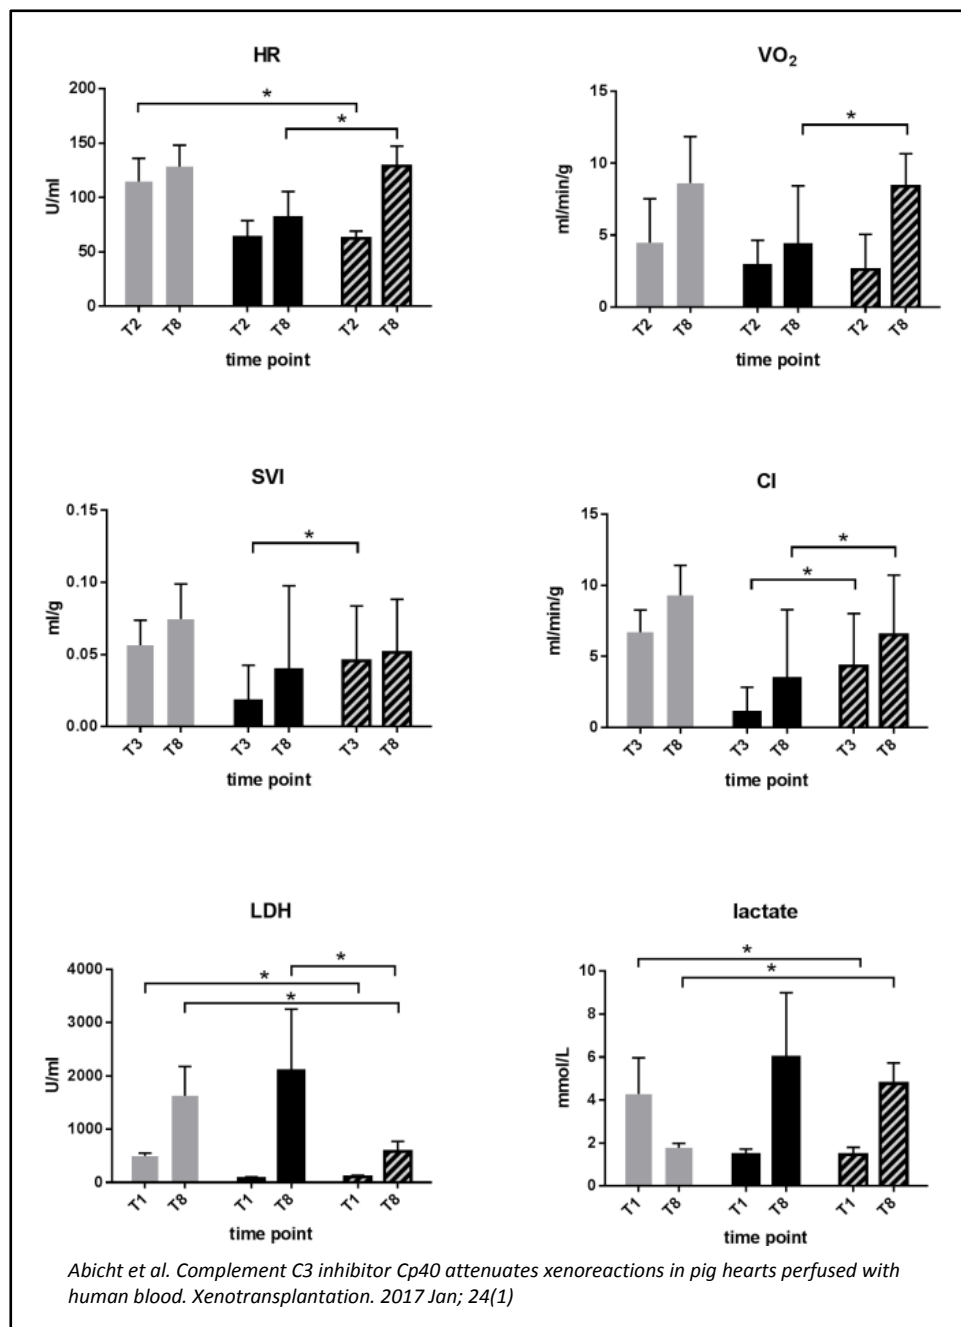 HR
200
150
100
50
0
U/ml
*
*
T2 T8 T2 T8 T2 T8
time point
VO₂
15
10
5
0
ml/min/g
*
T2 T8 T2 T8 T2 T8
time point
SVI
0.15
0.10
0.05
0.00
ml/g
*
T3 T8 T3 T8 T3 T8
time point
CI
15
10
5
0
ml/min/g
*
*
T3 T8 T3 T8 T3 T8
time point
LDH
4000
3000
2000
1000
0
U/ml
*
*
*
T1 T8 T1 T8 T1 T8
time point
lactate
10
8
6
4
2
0
mmol/L
*
*
T1 T8 T1 T8 T1 T8
time point
Abicht et al. Complement C3 inhibitor Cp40 attenuates xenoreactions in pig hearts perfused with
human blood. Xenotransplantation. 2017 Jan; 24(1)